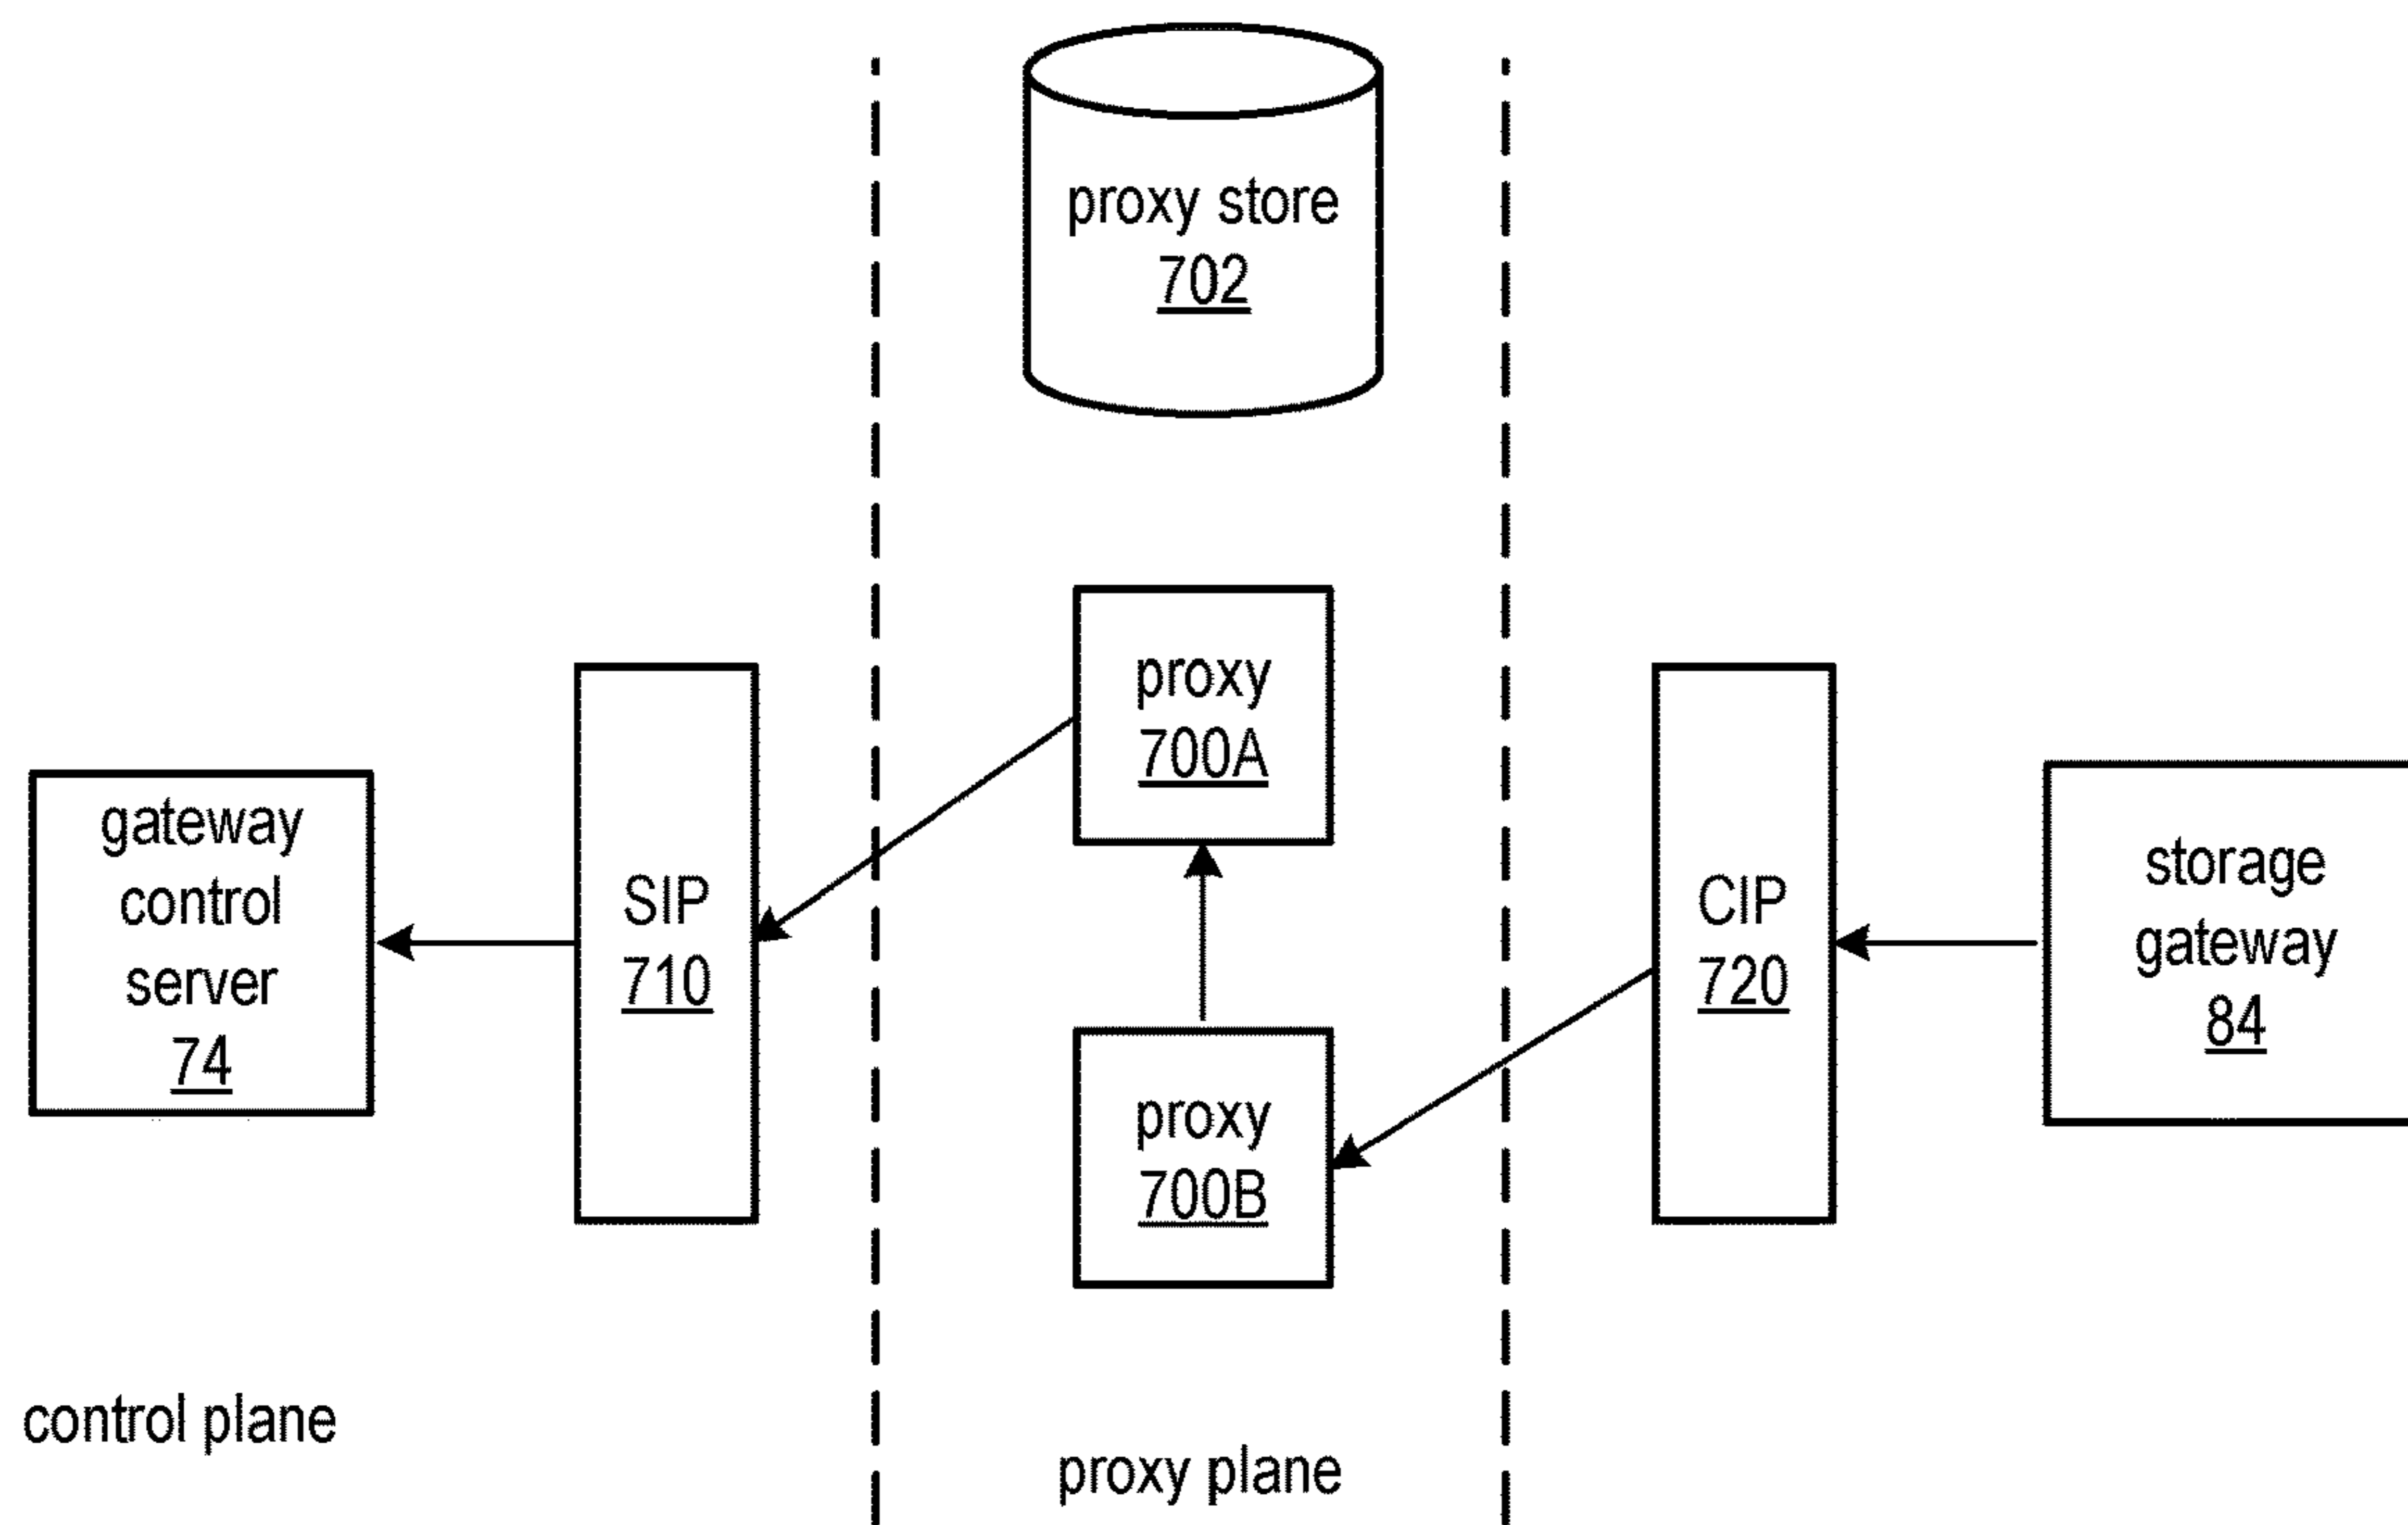 proxy store
702
proxy
700A
gateway
control
server
74
SIP
710
CIP
720
storage
gateway
84
proxy
700B
control plane
proxy plane